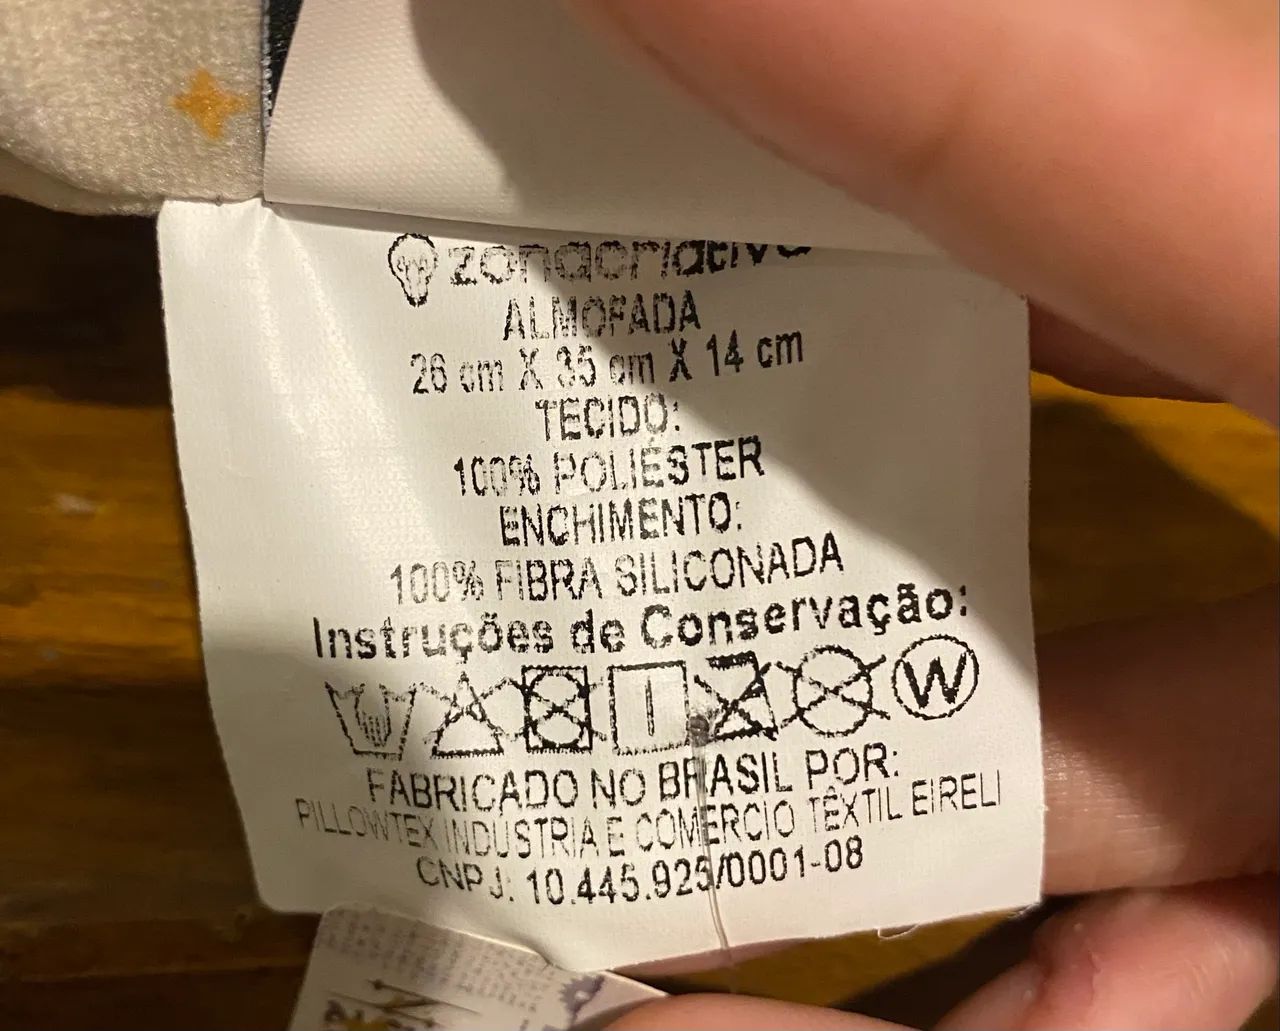 zonacriativa
ALMOFADA
26 cm X 35 cm X 14 cm
TECIDO:
100% POLIÉSTER
ENCHIMENTO:
100% FIBRA SILICONADA
Instruções de Conservação:
W
FABRICADO NO BRASIL POR:
PILLOWTEX INDÚSTRIA E COMERCIO TÊXTIL EIRELI
CNPJ: 10.445.925/0001-08